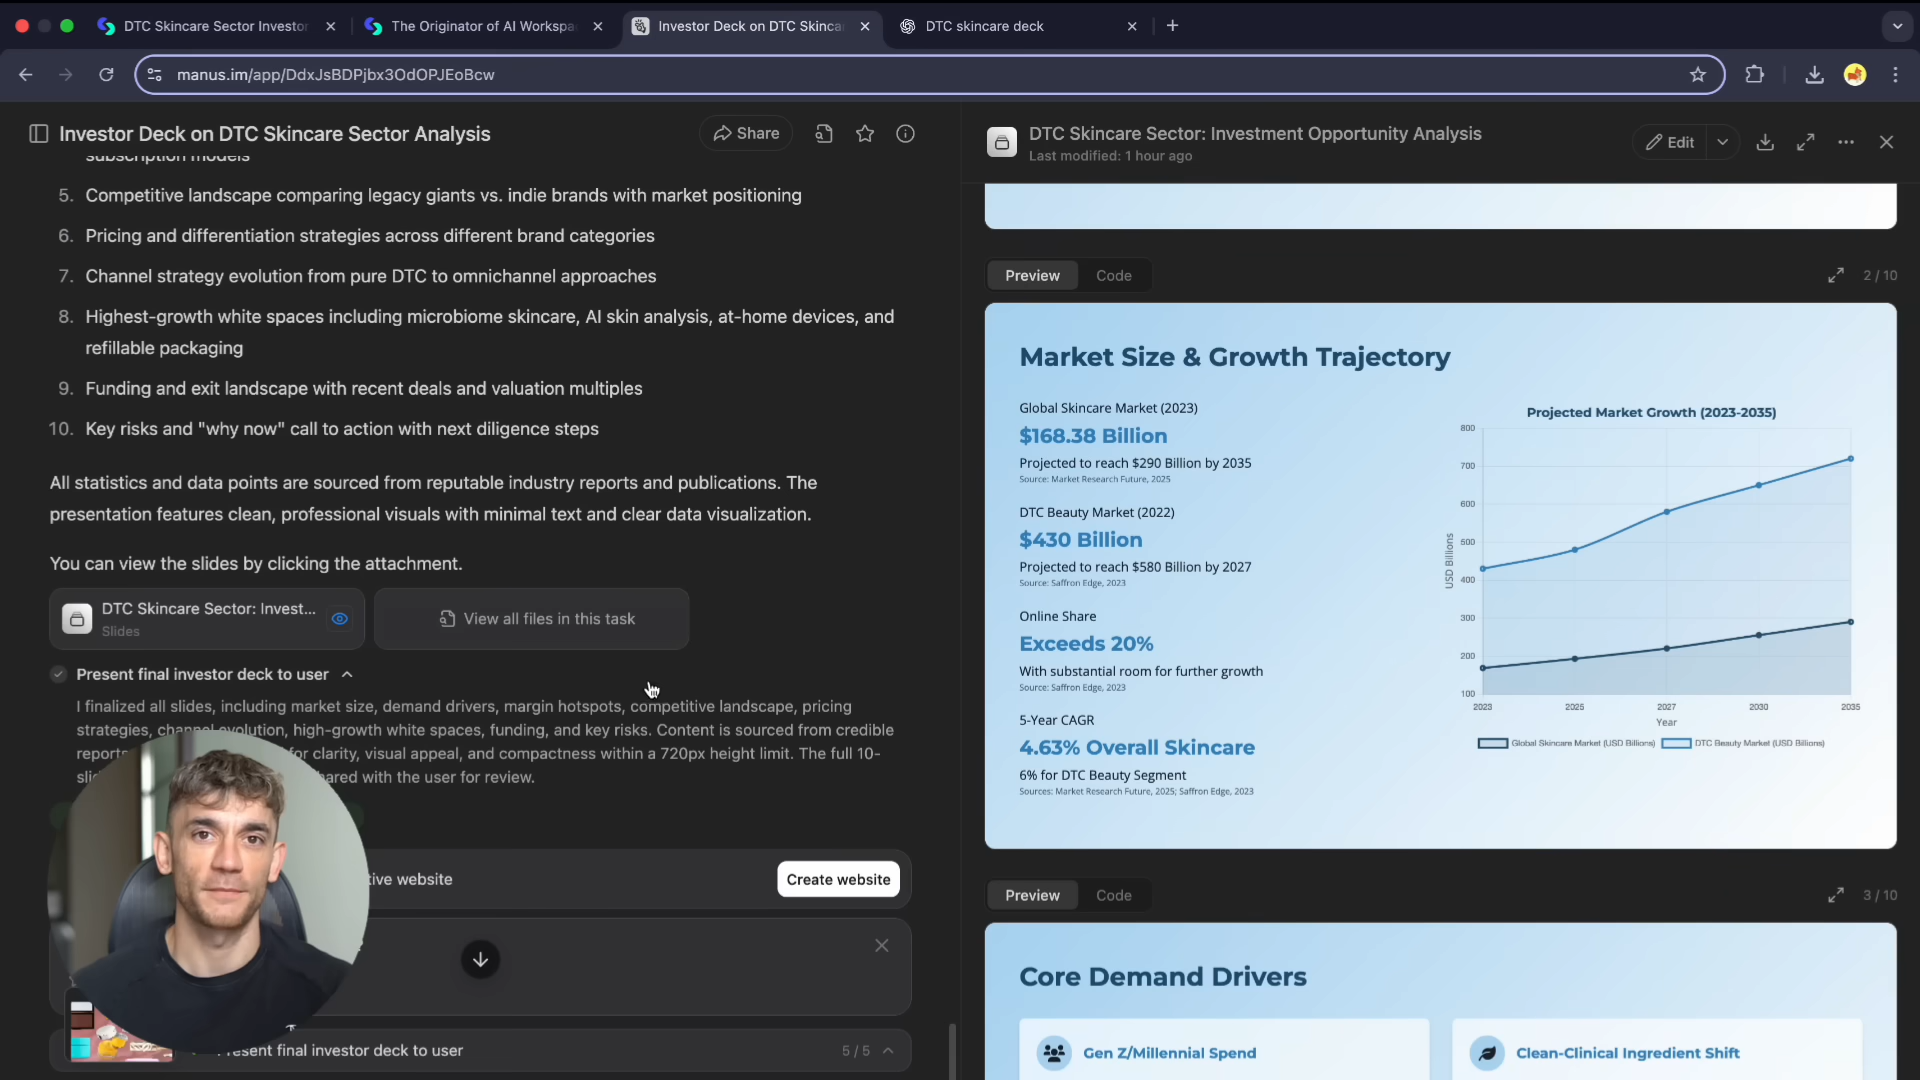 DTC Skincare Sector Investor
The Originator of AI Workspa
Investor Deck on DTC Skincar
DTC skincare deck
manus.im/app/DdxJsBDPjbx3OdOPJEoBcw
Investor Deck on DTC Skincare Sector Analysis
Share
subscription models
5. Competitive landscape comparing legacy giants vs. indie brands with market positioning
6. Pricing and differentiation strategies across different brand categories
7. Channel strategy evolution from pure DTC to omnichannel approaches
8. Highest-growth white spaces including microbiome skincare, AI skin analysis, at-home devices, and
refillable packaging
9. Funding and exit landscape with recent deals and valuation multiples
10. Key risks and "why now" call to action with next diligence steps
All statistics and data points are sourced from reputable industry reports and publications. The
presentation features clean, professional visuals with minimal text and clear data visualization.
You can view the slides by clicking the attachment.
DTC Skincare Sector: Invest...
Slides
View all files in this task
Present final investor deck to user
I finalized all slides, including market size, demand drivers, margin hotspots, competitive landscape, pricing
strategies, channel evolution, high-growth white spaces, funding, and key risks. Content is sourced from credible
for clarity, visual appeal, and compactness within a 720px height limit. The full 10-
shared with the user for review.
tive website
Create website
Present final investor deck to user
5 / 5
DTC Skincare Sector: Investment Opportunity Analysis
Last modified: 1 hour ago
Edit
Preview
Code
2 / 10
Market Size & Growth Trajectory
Global Skincare Market (2023)
$168.38 Billion
Projected to reach $290 Billion by 2035
Source: Market Research Future, 2025
DTC Beauty Market (2022)
$430 Billion
Projected to reach $580 Billion by 2027
Source: Saffron Edge, 2023
Online Share
Exceeds 20%
With substantial room for further growth
Source: Saffron Edge, 2023
5-Year CAGR
4.63% Overall Skincare
6% for DTC Beauty Segment
Sources: Market Research Future, 2025; Saffron Edge, 2023
Projected Market Growth (2023-2035)
800
700
600
500
400
300
200
100
USD Billions
2023
2025
2027
2030
2035
Year
Global Skincare Market (USD Billions)
DTC Beauty Market (USD Billions)
Preview
Code
3 / 10
Core Demand Drivers
Gen Z/Millennial Spend
Clean-Clinical Ingredient Shift